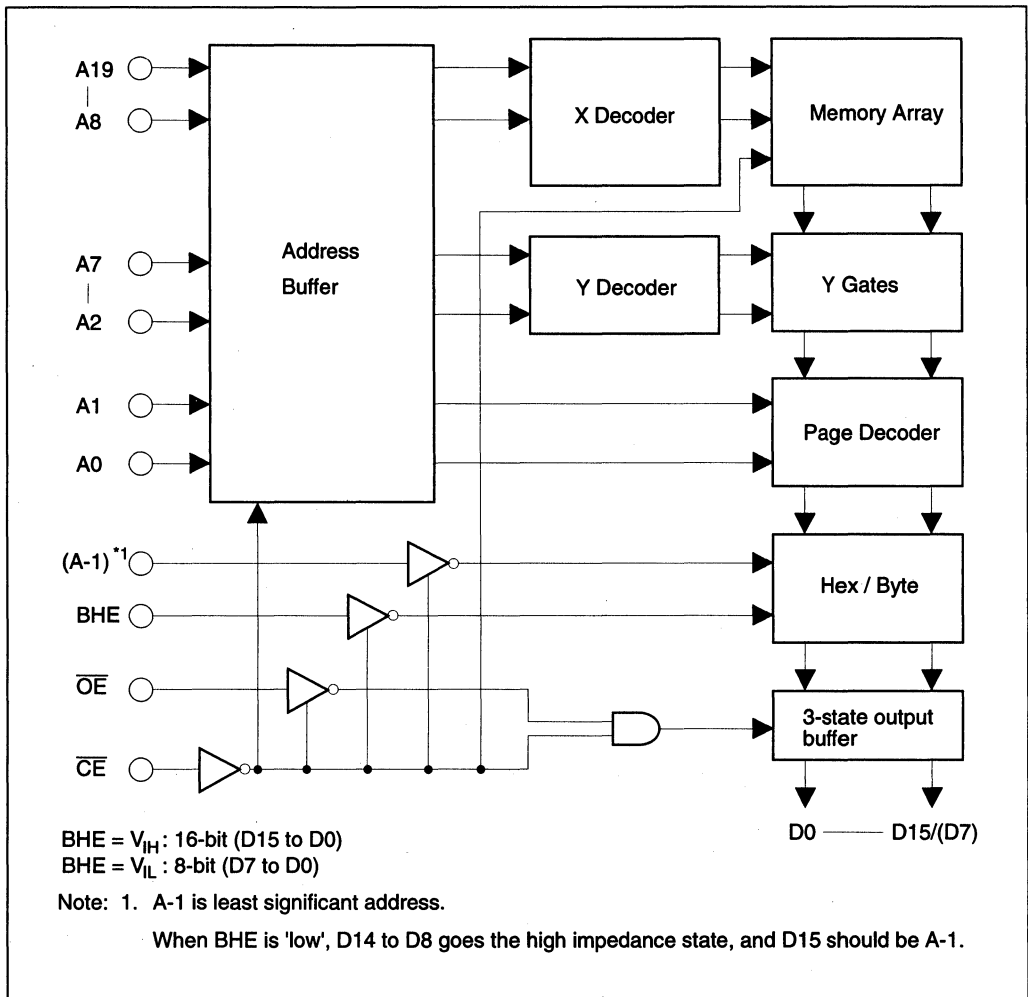 A19
A8
A7
A2
A1
A0
(A-1) *1
BHE
OE
CE
Address
Buffer
X Decoder
Y Decoder
Memory Array
Y Gates
Page Decoder
Hex / Byte
3-state output
buffer
D0 —— D15/(D7)
BHE = VIH : 16-bit (D15 to D0)
BHE = VIL : 8-bit (D7 to D0)
Note: 1. A-1 is least significant address.
When BHE is 'low', D14 to D8 goes the high impedance state, and D15 should be A-1.